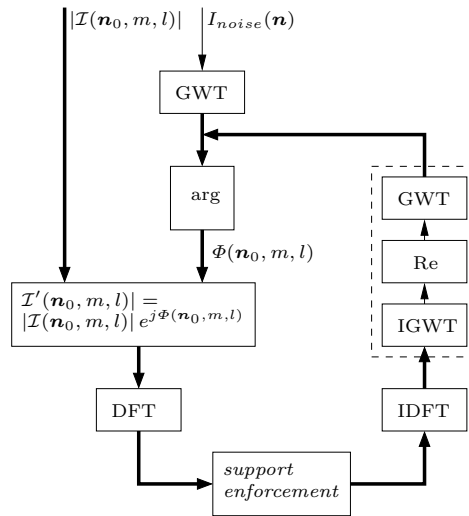 |ℐ(𝒏₀, m, l)|
I_noise(𝒏)
GWT
arg
GWT
Φ(𝒏₀, m, l)
Re
ℐ′(𝒏₀, m, l)| =
|ℐ(𝒏₀, m, l)| e^{jΦ(𝒏₀,m,l)}
IGWT
DFT
IDFT
support
enforcement